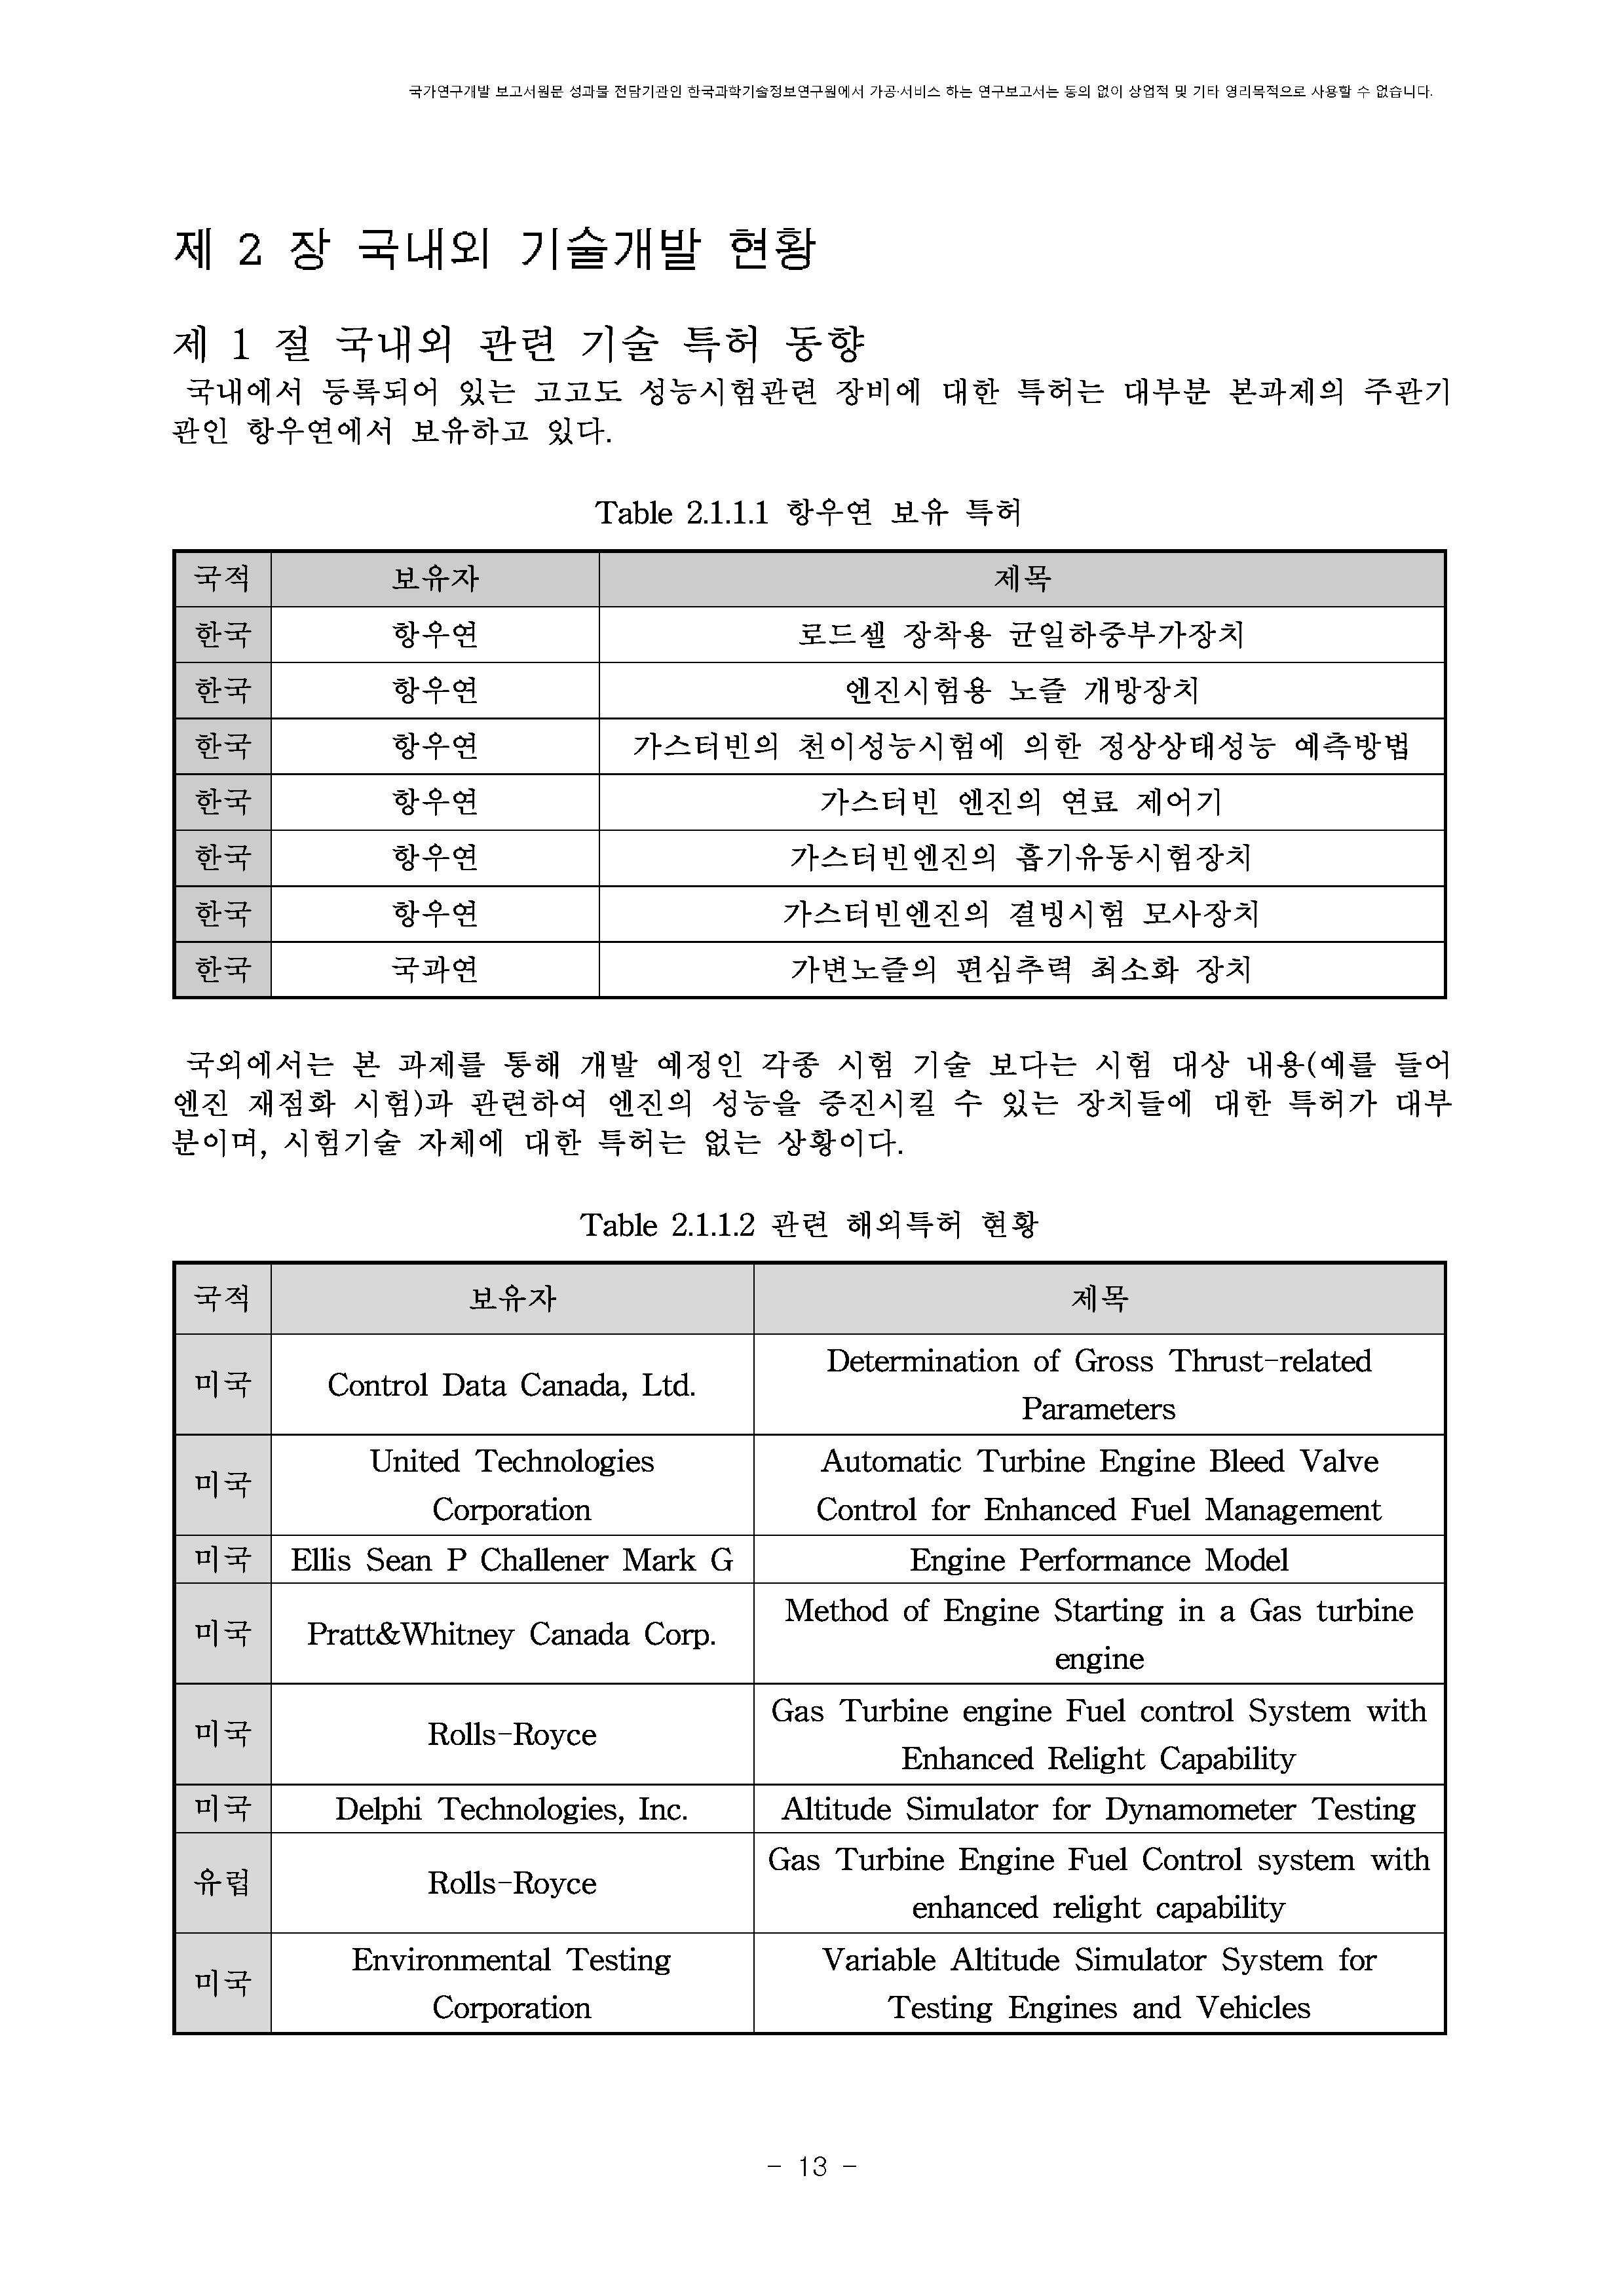 국가연구개발 보고서원문 성과물 전담기관인 한국과학기술정보연구원에서 가공·서비스 하는 연구보고서는 동의 없이 상업적 및 기타 영리목적으로 사용할 수 없습니다.
제 2 장 국내외 기술개발 현황
제 1 절 국내외 관련 기술 특허 동향
국내에서 등록되어 있는 고고도 성능시험관련 장비에 대한 특허는 대부분 본과제의 주관기
관인 항우연에서 보유하고 있다.
Table 2.1.1.1 항우연 보유 특허
국적 보유자 제목
한국 항우연 로드셀 장착용 균일하중부가장치
한국 항우연 엔진시험용 노즐 개방장치
한국 항우연 가스터빈의 천이성능시험에 의한 정상상태성능 예측방법
한국 항우연 가스터빈 엔진의 연료 제어기
한국 항우연 가스터빈엔진의 흡기유동시험장치
한국 항우연 가스터빈엔진의 결빙시험 모사장치
한국 국과연 가변노즐의 편심추력 최소화 장치
국외에서는 본 과제를 통해 개발 예정인 각종 시험 기술 보다는 시험 대상 내용(예를 들어
엔진 재점화 시험)과 관련하여 엔진의 성능을 증진시킬 수 있는 장치들에 대한 특허가 대부
분이며, 시험기술 자체에 대한 특허는 없는 상황이다.
Table 2.1.1.2 관련 해외특허 현황
국적 보유자 제목
미국 Control Data Canada, Ltd. Determination of Gross Thrust-related
Parameters
미국 United Technologies
Corporation
Automatic Turbine Engine Bleed Valve
Control for Enhanced Fuel Management
미국 Ellis Sean P Challener Mark G Engine Performance Model
미국 Pratt&Whitney Canada Corp. Method of Engine Starting in a Gas turbine
engine
미국 Rolls-Royce Gas Turbine engine Fuel control System with
Enhanced Relight Capability
미국 Delphi Technologies, Inc. Altitude Simulator for Dynamometer Testing
유럽 Rolls-Royce Gas Turbine Engine Fuel Control system with
enhanced relight capability
미국 Environmental Testing
Corporation
Variable Altitude Simulator System for
Testing Engines and Vehicles
- 13 -